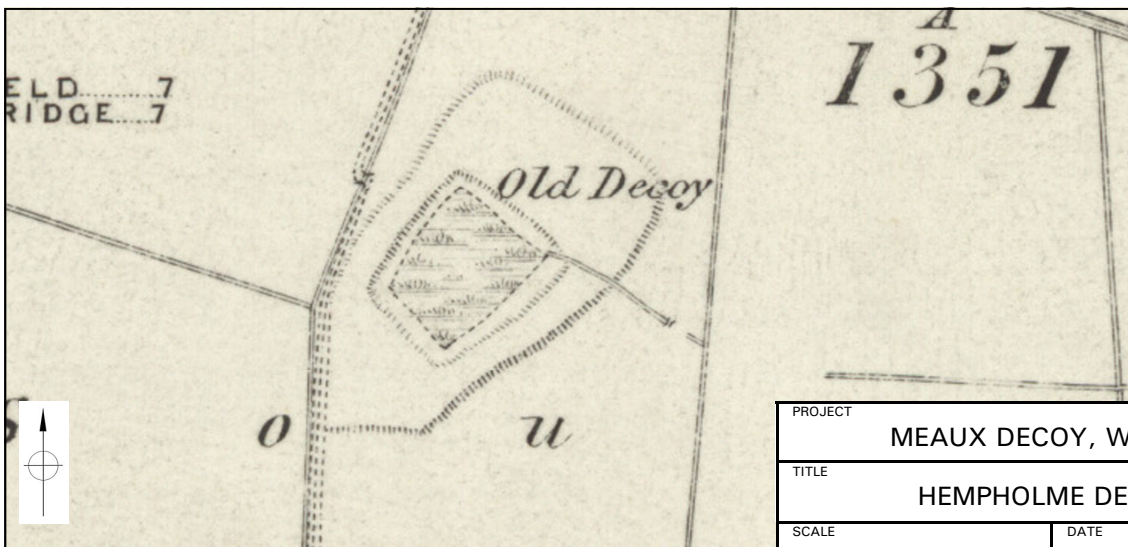 A
1351
ELD......7
RIDGE....7
Old Decoy
o u
PROJECT
MEAUX DECOY, W
TITLE
HEMPHOLME DE
SCALE DATE